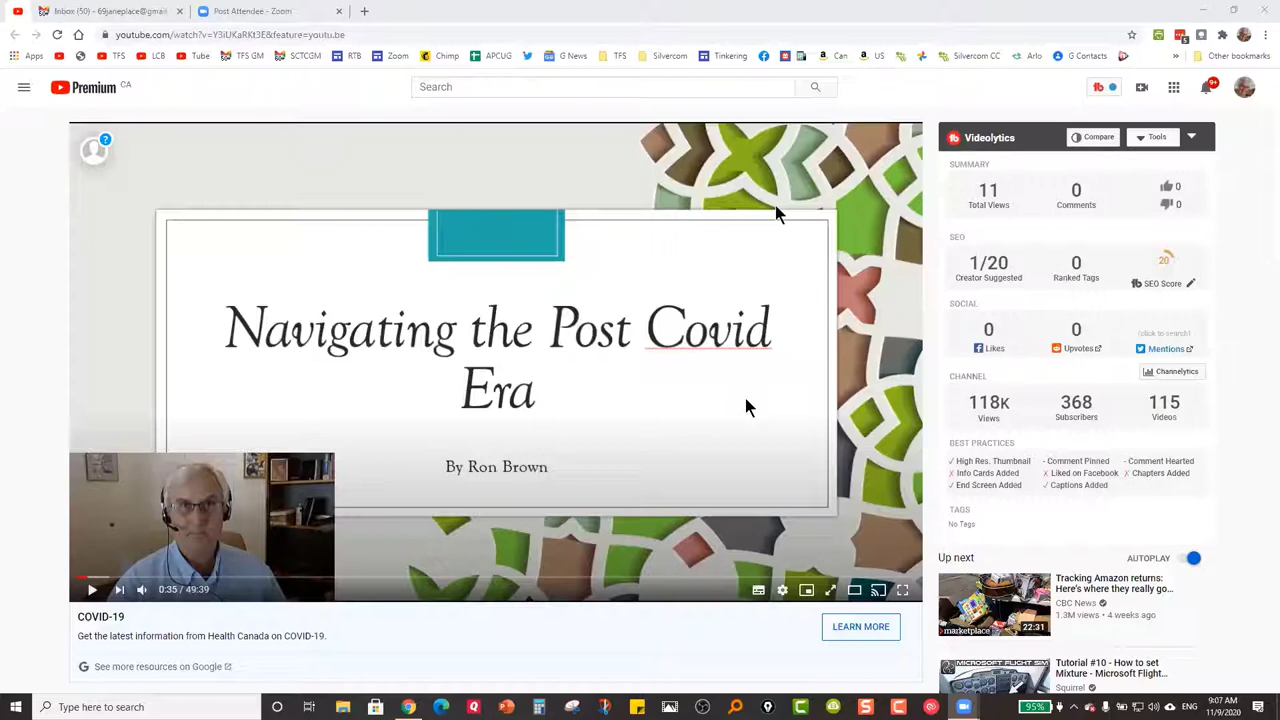 Inbox (50) - 69janeplace@gmail
Post Attendee - Zoom
youtube.com/watch?v=Y3iUKaRKt3E&feature=youtu.be
Apps TFS LCB Tube TFS GM SCTCGM RTB Zoom Chimp APCUG G News TFS Silvercom Tinkering Can US Silvercom CC Arlo G Contacts Other bookmarks
Premium CA
Search
9+
Navigating the Post Covid
Era
By Ron Brown
0:35 / 49:39
COVID-19
Get the latest information from Health Canada on COVID-19.
LEARN MORE
See more resources on Google
Videolytics Compare Tools
SUMMARY
11 0 0
Total Views Comments 0
SEO
1/20 0 20
Creator Suggested Ranked Tags SEO Score
SOCIAL
0 0 (click to search)
Likes Upvotes Mentions
CHANNEL Channelytics
118K 368 115
Views Subscribers Videos
BEST PRACTICES
✓ High Res. Thumbnail - Comment Pinned - Comment Hearted
✗ Info Cards Added ✗ Liked on Facebook ✗ Chapters Added
✓ End Screen Added ✓ Captions Added
TAGS
No Tags
Up next AUTOPLAY
Tracking Amazon returns:
Here's where they really go...
CBC News
1.3M views • 4 weeks ago
marketplace 22:31
Tutorial #10 - How to set
Mixture - Microsoft Flight...
Squirrel
MICROSOFT FLIGHT SIM
Type here to search
95%
9:07 AM
11/9/2020